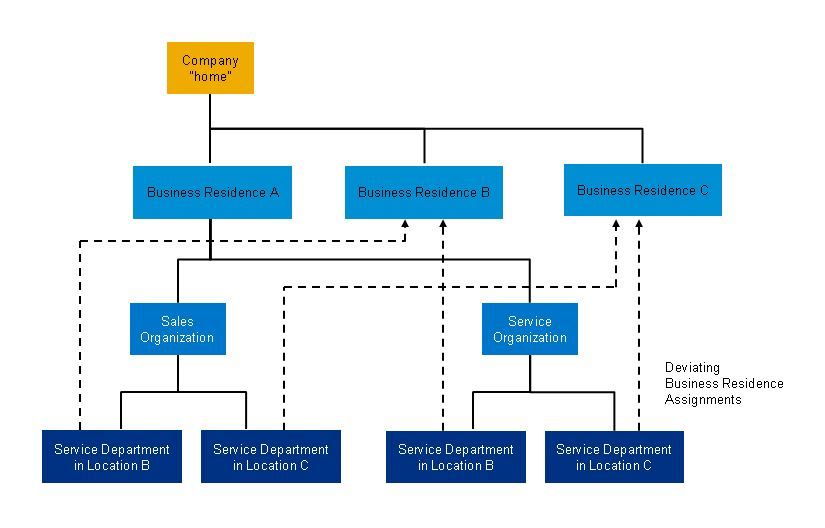 Company
"home"
Business Residence A
Business Residence B
Business Residence C
Sales
Organization
Service
Organization
Deviating
Business Residence
Assignments
Service Department
in Location B
Service Department
in Location C
Service Department
in Location B
Service Department
in Location C